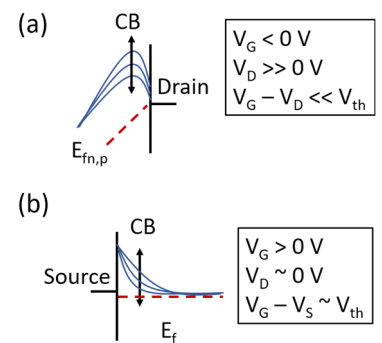 (a)
CB
Drain
E_fn,p
V_G < 0 V
V_D >> 0 V
V_G – V_D << V_th
(b)
CB
Source
E_f
V_G > 0 V
V_D ~ 0 V
V_G – V_S ~ V_th